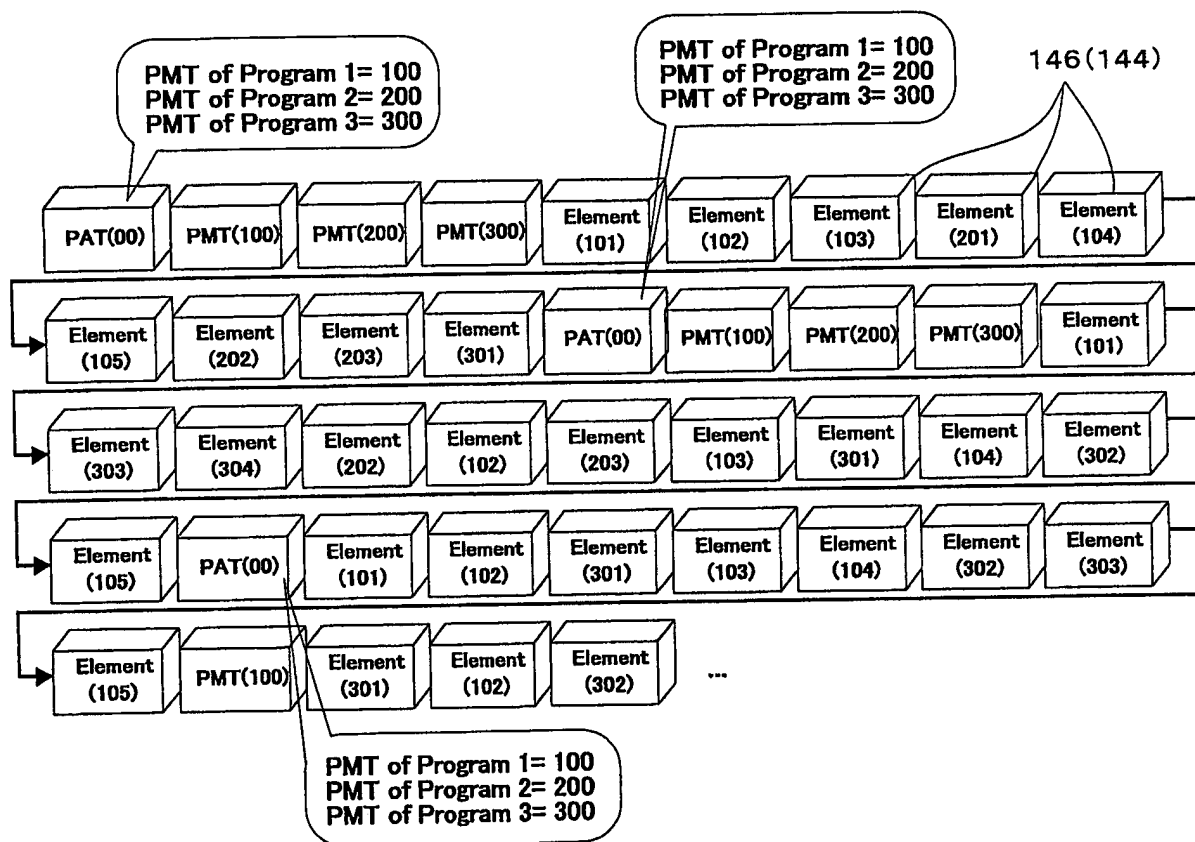 PMT of Program 1= 100
PMT of Program 2= 200
PMT of Program 3= 300
PMT of Program 1= 100
PMT of Program 2= 200
PMT of Program 3= 300
146(144)
PAT(00)
PMT(100)
PMT(200)
PMT(300)
Element
(101)
Element
(102)
Element
(103)
Element
(201)
Element
(104)
Element
(105)
Element
(202)
Element
(203)
Element
(301)
PAT(00)
PMT(100)
PMT(200)
PMT(300)
Element
(101)
Element
(303)
Element
(304)
Element
(202)
Element
(102)
Element
(203)
Element
(103)
Element
(301)
Element
(104)
Element
(302)
Element
(105)
PAT(00)
Element
(101)
Element
(102)
Element
(301)
Element
(103)
Element
(104)
Element
(302)
Element
(303)
Element
(105)
PMT(100)
Element
(301)
Element
(102)
Element
(302)
...
PMT of Program 1= 100
PMT of Program 2= 200
PMT of Program 3= 300